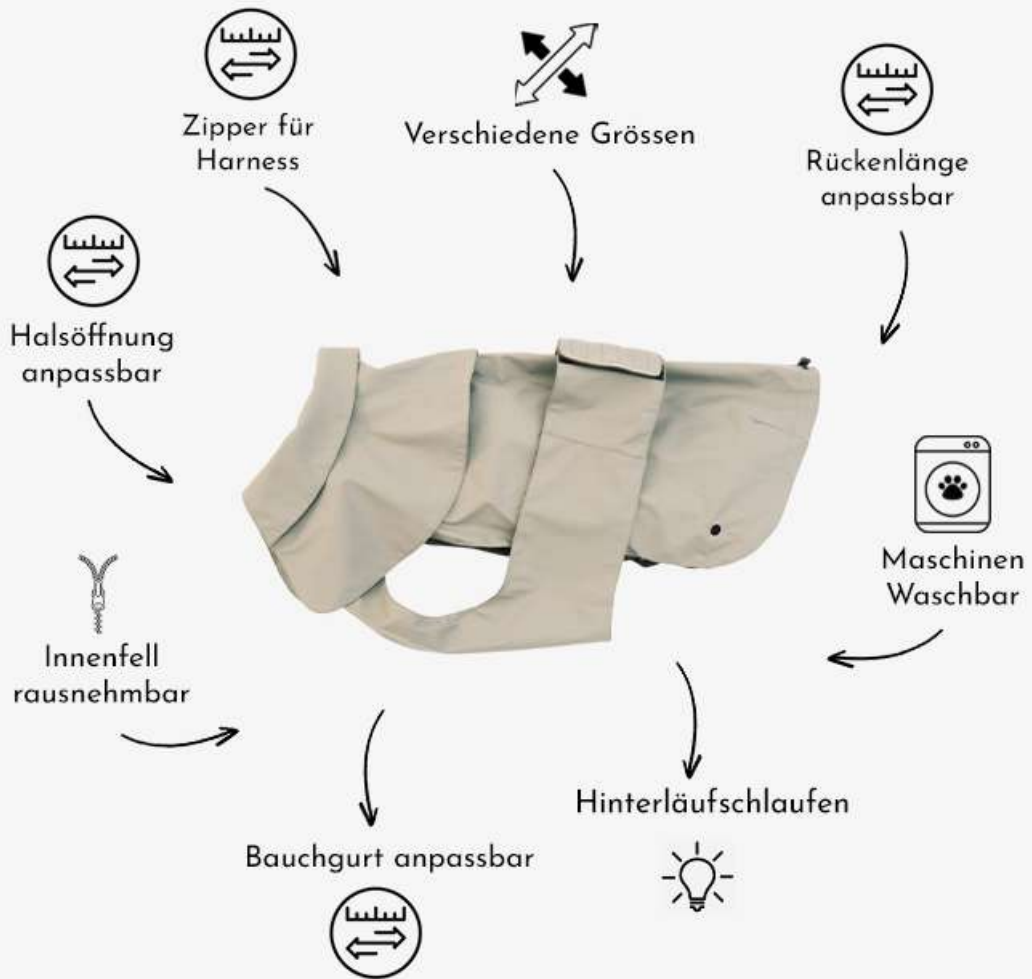 Zipper für
Harness
Verschiedene Grössen
Rückenlänge
anpassbar
Halsöffnung
anpassbar
Maschinen
Waschbar
Innenfell
rausnehmbar
Hinterläufschlaufen
Bauchgurt anpassbar